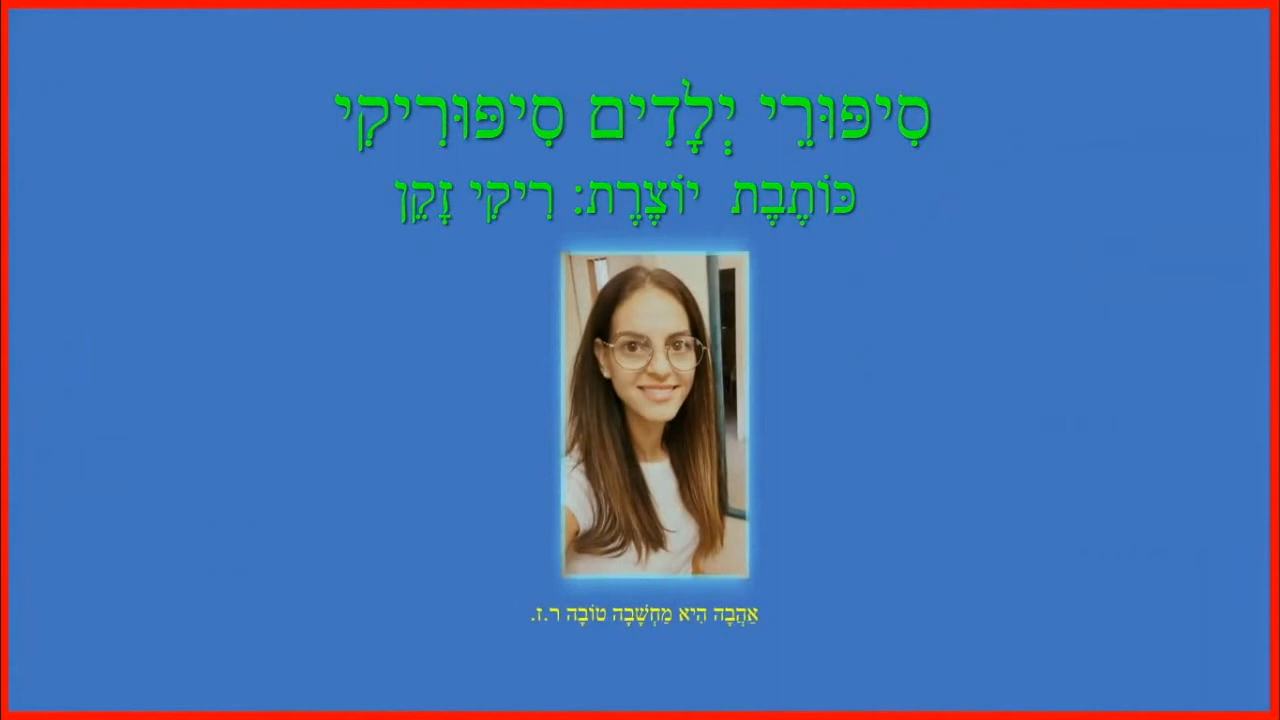 סִיפּוּרֵי יְלָדִים סִיפּוּרִיקִי
כּוֹתֶבֶת יוֹצֶרֶת: רִיקִי זָקֵן
אַהֲבָה הִיא מַחְשָׁבָה טוֹבָה ר.ז.